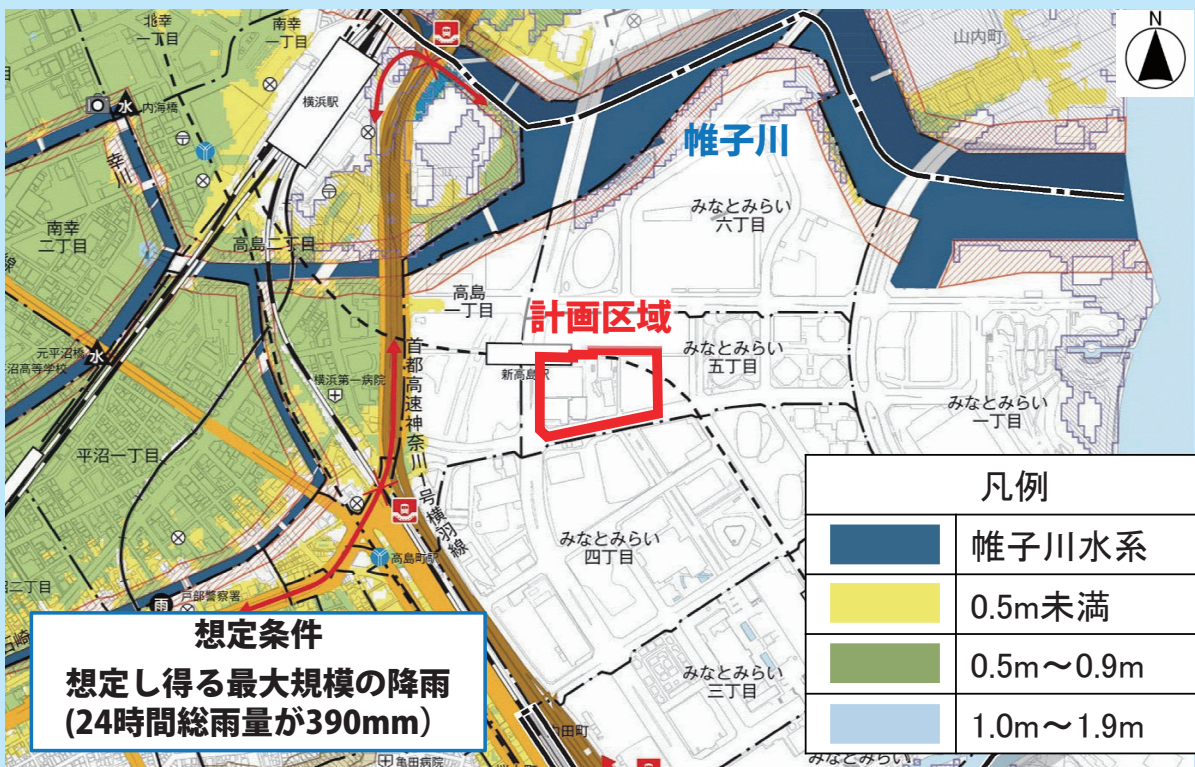 北幸
一丁目
南幸
一丁目
山内町
N
横浜駅
水
内海橋
幸川
帷子川
南幸
二丁目
高島二丁目
みなとみらい
六丁目
高島
一丁目
計画区域
元平沼橋
水
沼高等学校
横浜第一病院
首都高速神奈川1号横羽線
新高島駅
みなとみらい
五丁目
みなとみらい
一丁目
平沼一丁目
みなとみらい
四丁目
高島町駅
二丁目
雨
戸部警察署
石崎
みなとみらい
三丁目
内田町
亀田病院
みなとみらい
想定条件
想定し得る最大規模の降雨
(24時間総雨量が390mm)
凡例
帷子川水系
0.5m未満
0.5m～0.9m
1.0m～1.9m